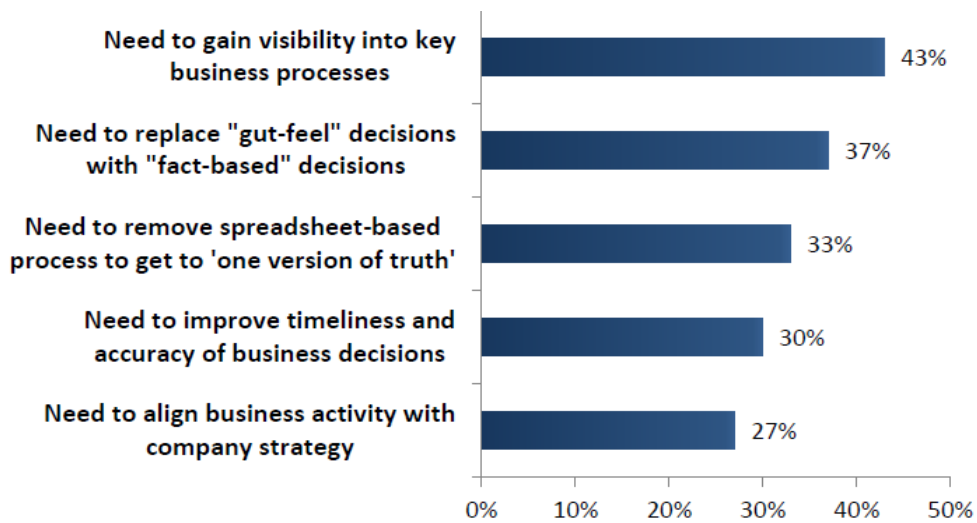 Need to gain visibility into key
business processes
43%
Need to replace "gut-feel" decisions
with "fact-based" decisions
37%
Need to remove spreadsheet-based
process to get to 'one version of truth'
33%
Need to improve timeliness and
accuracy of business decisions
30%
Need to align business activity with
company strategy
27%
0% 10% 20% 30% 40% 50%